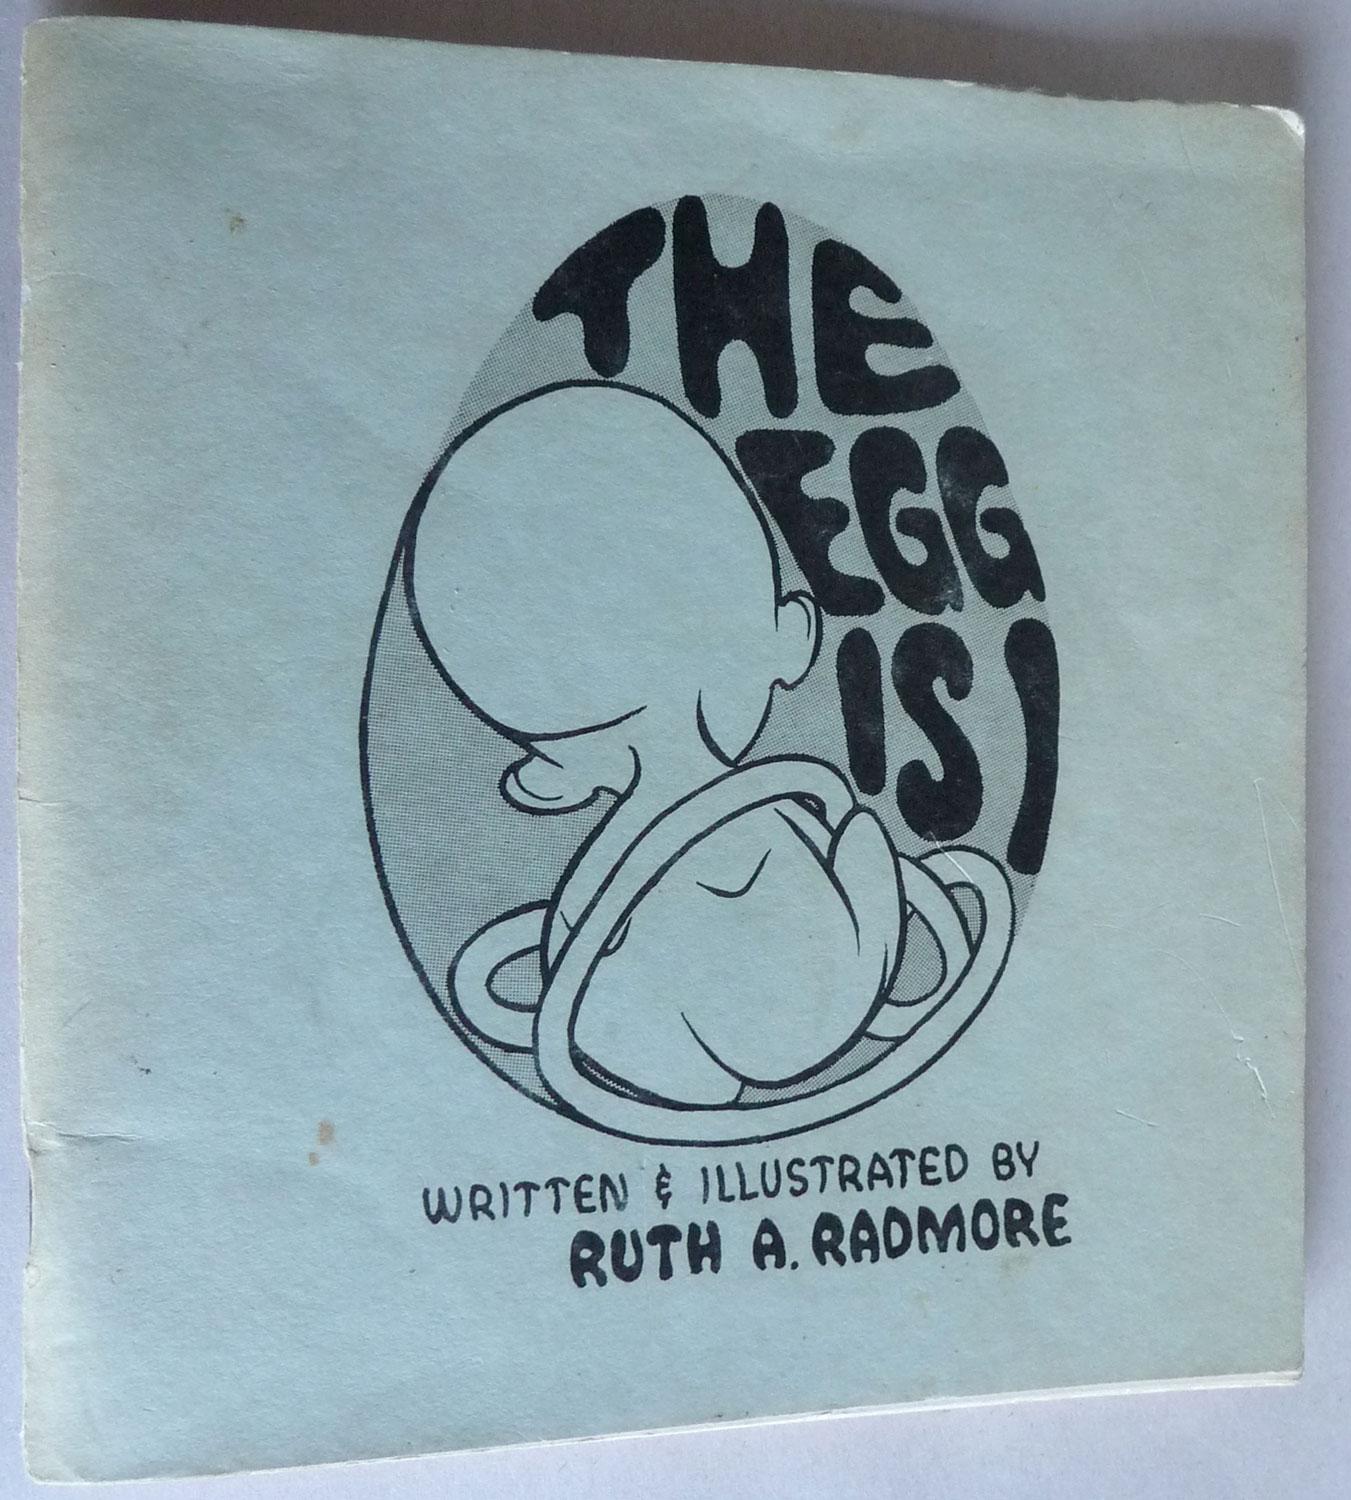 THE
EGG
IS I
WRITTEN & ILLUSTRATED BY
RUTH A. RADMORE